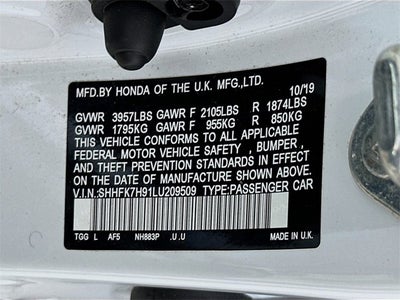 MFD.BY HONDA OF THE U.K. MFG.,LTD.
10/19
GVWR 3957LBS GAWR F 2105LBS R 1874LBS
GVWR 1795KG GAWR F 955KG R 850KG
THIS VEHICLE CONFORMS TO ALL APPLICABLE
FEDERAL MOTOR VEHICLE SAFETY , BUMPER ,
AND THEFT PREVENTION STANDARDS IN EFFECT
ON THE DATE OF MANUFACTURE SHOWN ABOVE.
V.I.N.:SHHFK7H91LU209509 TYPE:PASSENGER CAR
TGG L AF5 NH883P .U .U MADE IN U.K.